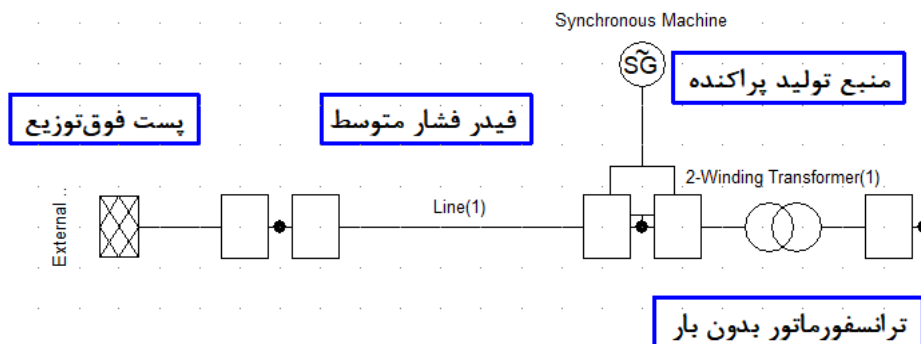 Synchronous Machine
SG
منبع تولید پراکنده
پست فوق‌توزیع
فیدر فشار متوسط
2-Winding Transformer(1)
External ..
Line(1)
ترانسفورماتور بدون بار